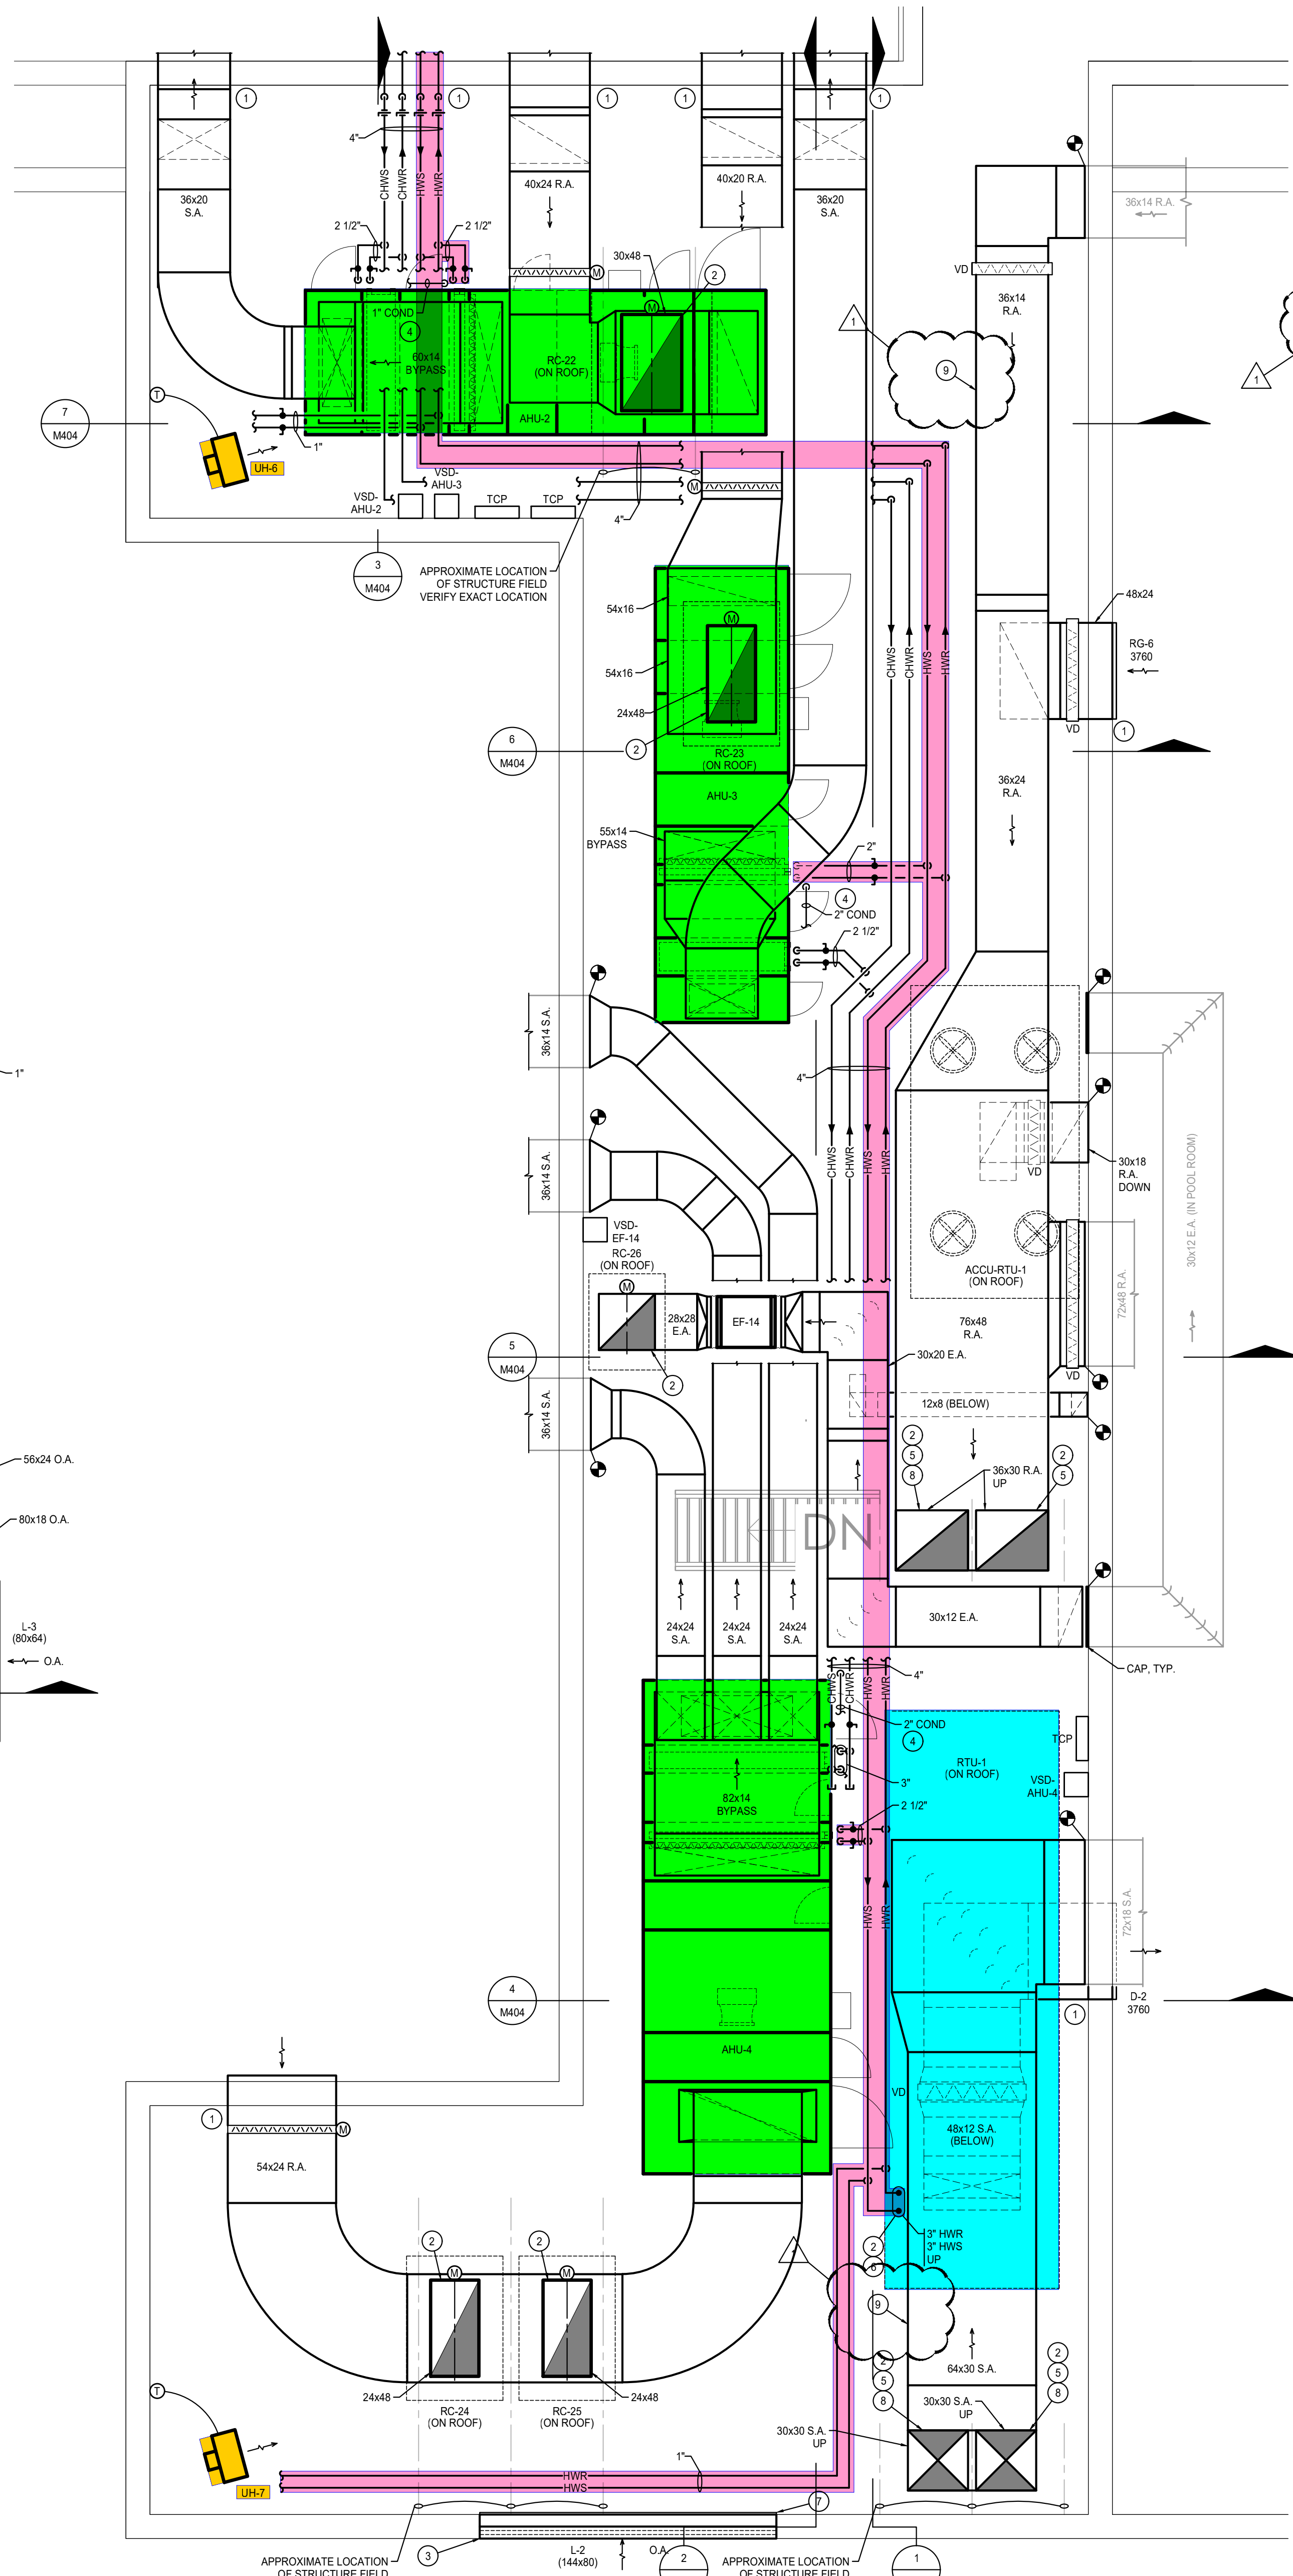 1
1
1
1
1
4"
CHWS
CHWR
HWS
HWR
36x20
S.A.
40x24 R.A.
40x20 R.A.
36x20
S.A.
36x14 R.A.
2 1/2"
2 1/2"
30x48
2
M
M
VD
36x14
R.A.
1
9
1
1" COND
4
60x14
BYPASS
RC-22
(ON ROOF)
AHU-2
T
7
M404
1"
UH-6
VSD-
AHU-3
VSD-
AHU-2
TCP
TCP
M
4"
3
M404
APPROXIMATE LOCATION
OF STRUCTURE FIELD
VERIFY EXACT LOCATION
54x16
M
54x16
24x48
2
6
M404
RC-23
(ON ROOF)
AHU-3
55x14
BYPASS
CHWS
CHWR
HWS
HWR
48x24
RG-6
3760
VD
1
36x24
R.A.
2"
4
2" COND
2 1/2"
36x14 S.A.
1"
4"
36x14 S.A.
CHWS
CHWR
HWS
HWR
VD
30x18
R.A.
DOWN
30x12 E.A. (IN POOL ROOM)
VSD-
EF-14
RC-26
(ON ROOF)
M
28x28
E.A.
EF-14
2
5
M404
ACCU-RTU-1
(ON ROOF)
76x48
R.A.
72x48 R.A.
30x20 E.A.
VD
12x8 (BELOW)
36x14 S.A.
2
5
8
36x30 R.A.
UP
2
5
56x24 O.A.
80x18 O.A.
DN
L-3
(80x64)
O.A.
24x24
S.A.
24x24
S.A.
24x24
S.A.
30x12 E.A.
CAP, TYP.
CHWS
CHWR
HWS
HWR
4"
2" COND
4
3"
2 1/2"
82x14
BYPASS
RTU-1
(ON ROOF)
TCP
VSD-
AHU-4
HWS
HWR
72x18 S.A.
D-2
3760
1
4
M404
AHU-4
VD
48x12 S.A.
(BELOW)
1
M
54x24 R.A.
3" HWR
3" HWS
UP
2
6
1
9
2
2
M
M
24x48
24x48
RC-24
(ON ROOF)
RC-25
(ON ROOF)
64x30 S.A.
2
5
8
2
5
8
30x30 S.A.
UP
30x30 S.A.
UP
T
UH-7
1"
HWR
HWS
7
3
L-2
(144x80)
O.A.
2
1
APPROXIMATE LOCATION
OF STRUCTURE FIELD
APPROXIMATE LOCATION
OF STRUCTURE FIELD